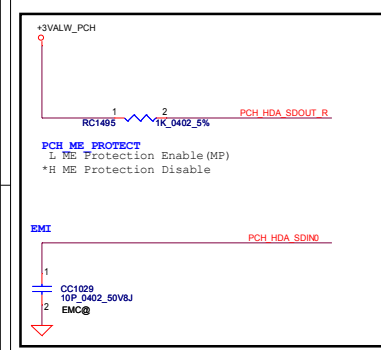 +3VALW_PCH
1 2 PCH_HDA_SDOUT_R
RC1495 1K_0402_5%
PCH_ME_PROTECT
L ME Protection Enable(MP)
*H ME Protection Disable
EMI
PCH_HDA_SDIN0
1
CC1029
10P_0402_50V8J
2 EMC@